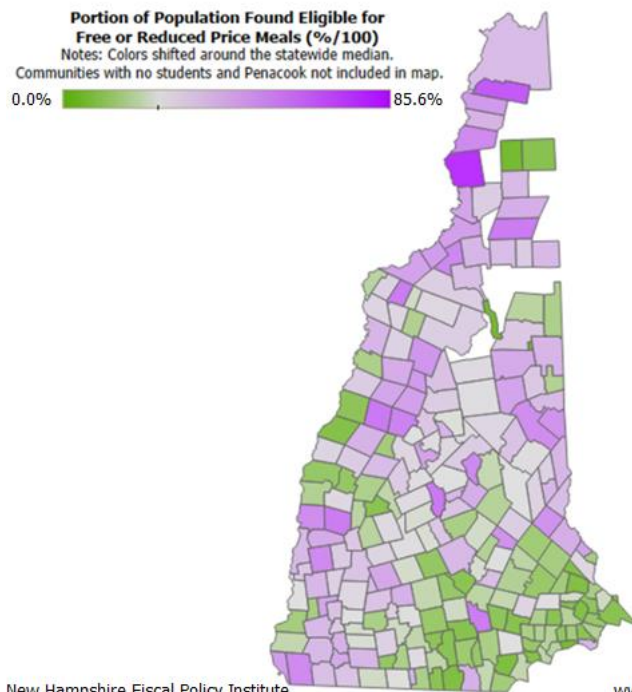 Portion of Population Found Eligible for
Free or Reduced Price Meals (%/100)
Notes: Colors shifted around the statewide median.
Communities with no students and Penacook not included in map.
0.0%
85.6%
New Hampshire Fiscal Policy Institute